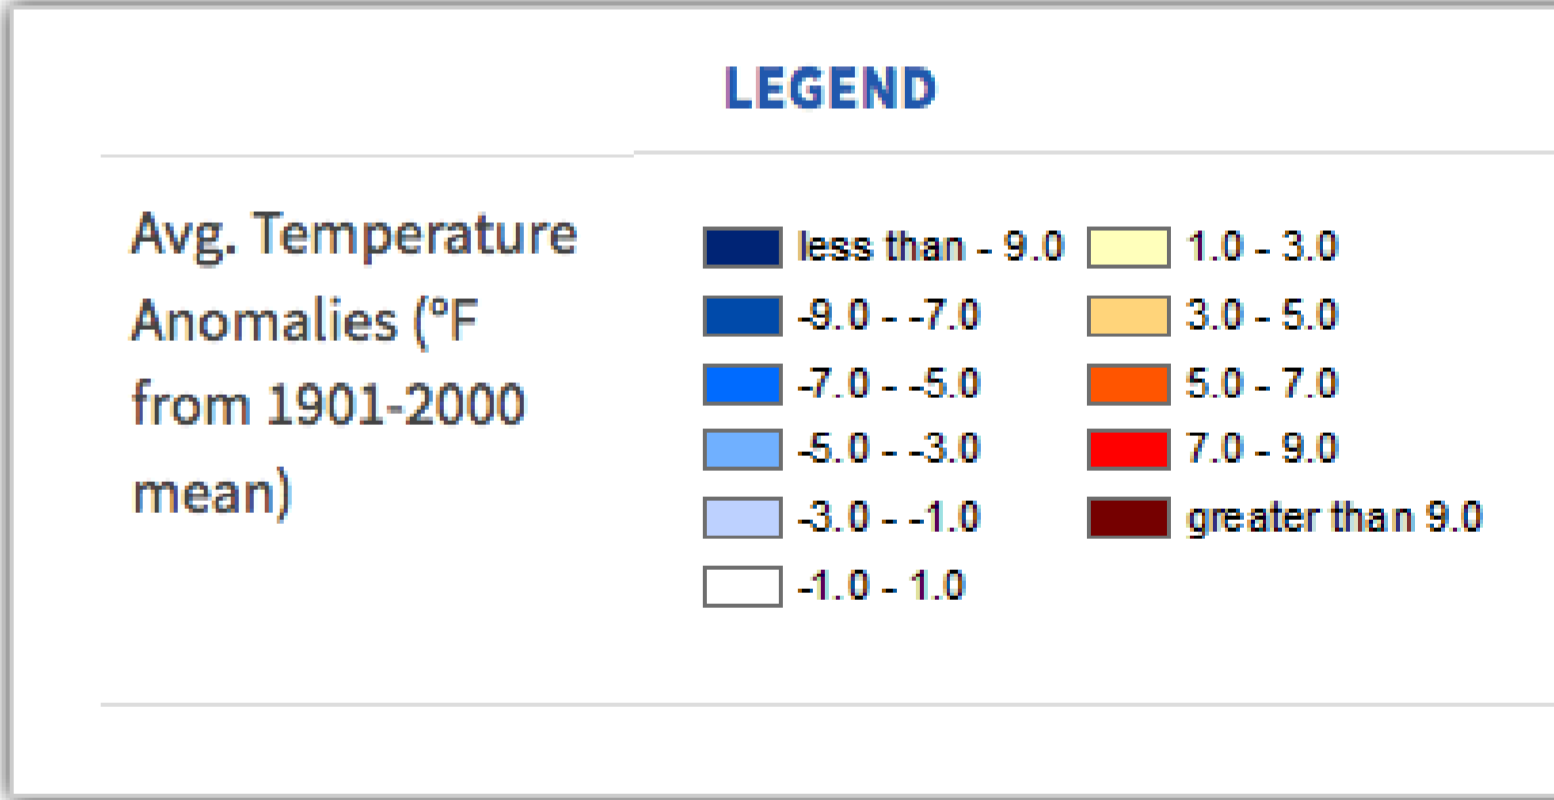 LEGEND
Avg. Temperature
Anomalies (°F
from 1901-2000
mean)
less than - 9.0
-9.0 - -7.0
-7.0 - -5.0
-5.0 - -3.0
-3.0 - -1.0
-1.0 - 1.0
1.0 - 3.0
3.0 - 5.0
5.0 - 7.0
7.0 - 9.0
greater than 9.0